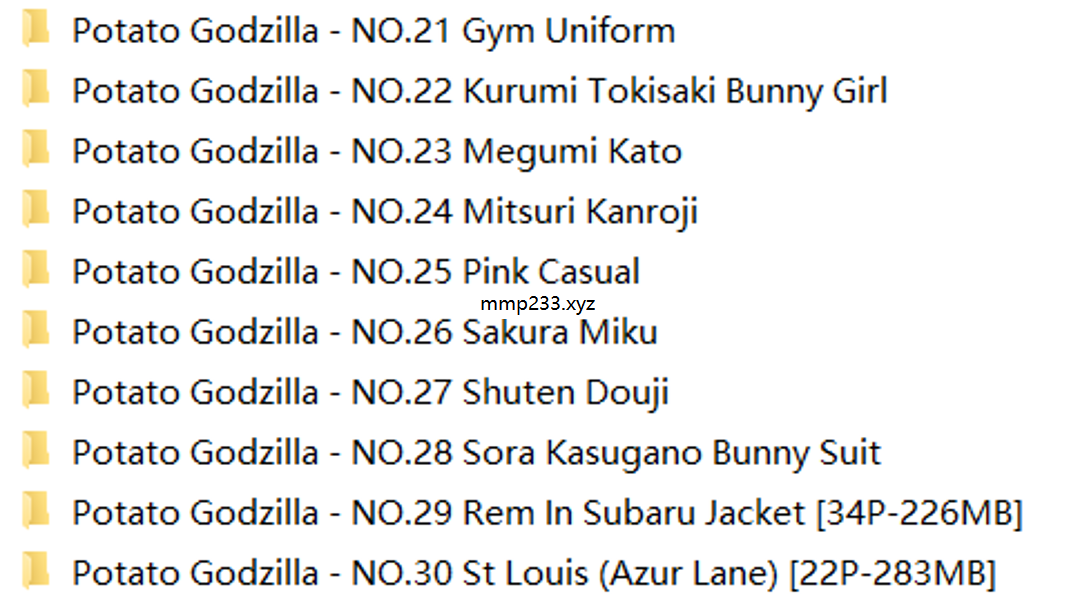 Potato Godzilla - NO.21 Gym Uniform
Potato Godzilla - NO.22 Kurumi Tokisaki Bunny Girl
Potato Godzilla - NO.23 Megumi Kato
Potato Godzilla - NO.24 Mitsuri Kanroji
Potato Godzilla - NO.25 Pink Casual
mmp233.xyz
Potato Godzilla - NO.26 Sakura Miku
Potato Godzilla - NO.27 Shuten Douji
Potato Godzilla - NO.28 Sora Kasugano Bunny Suit
Potato Godzilla - NO.29 Rem In Subaru Jacket [34P-226MB]
Potato Godzilla - NO.30 St Louis (Azur Lane) [22P-283MB]